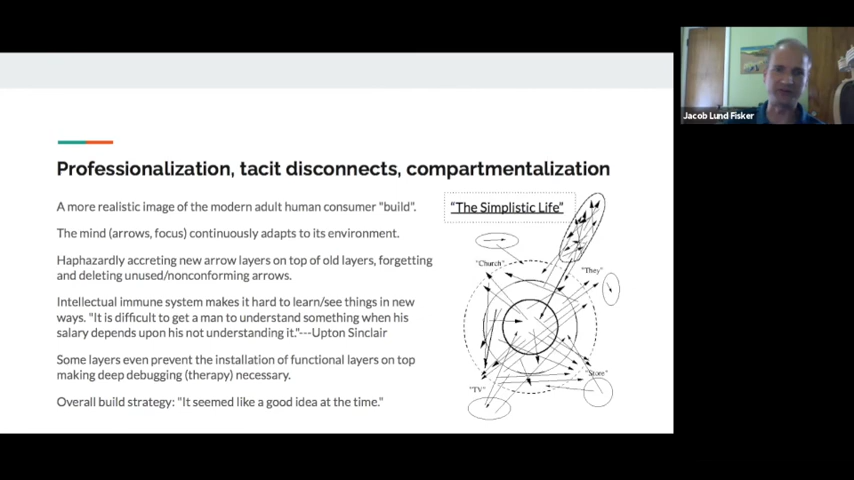 Jacob Lund Fisker
Professionalization, tacit disconnects, compartmentalization
A more realistic image of the modern adult human consumer "build".
The mind (arrows, focus) continuously adapts to its environment.
Haphazardly accreting new arrow layers on top of old layers, forgetting
and deleting unused/nonconforming arrows.
Intellectual immune system makes it hard to learn/see things in new
ways. "It is difficult to get a man to understand something when his
salary depends upon his not understanding it."---Upton Sinclair
Some layers even prevent the installation of functional layers on top
making deep debugging (therapy) necessary.
Overall build strategy: "It seemed like a good idea at the time."
"The Simplistic Life"
"Church"
"They"
"TV"
"Store"